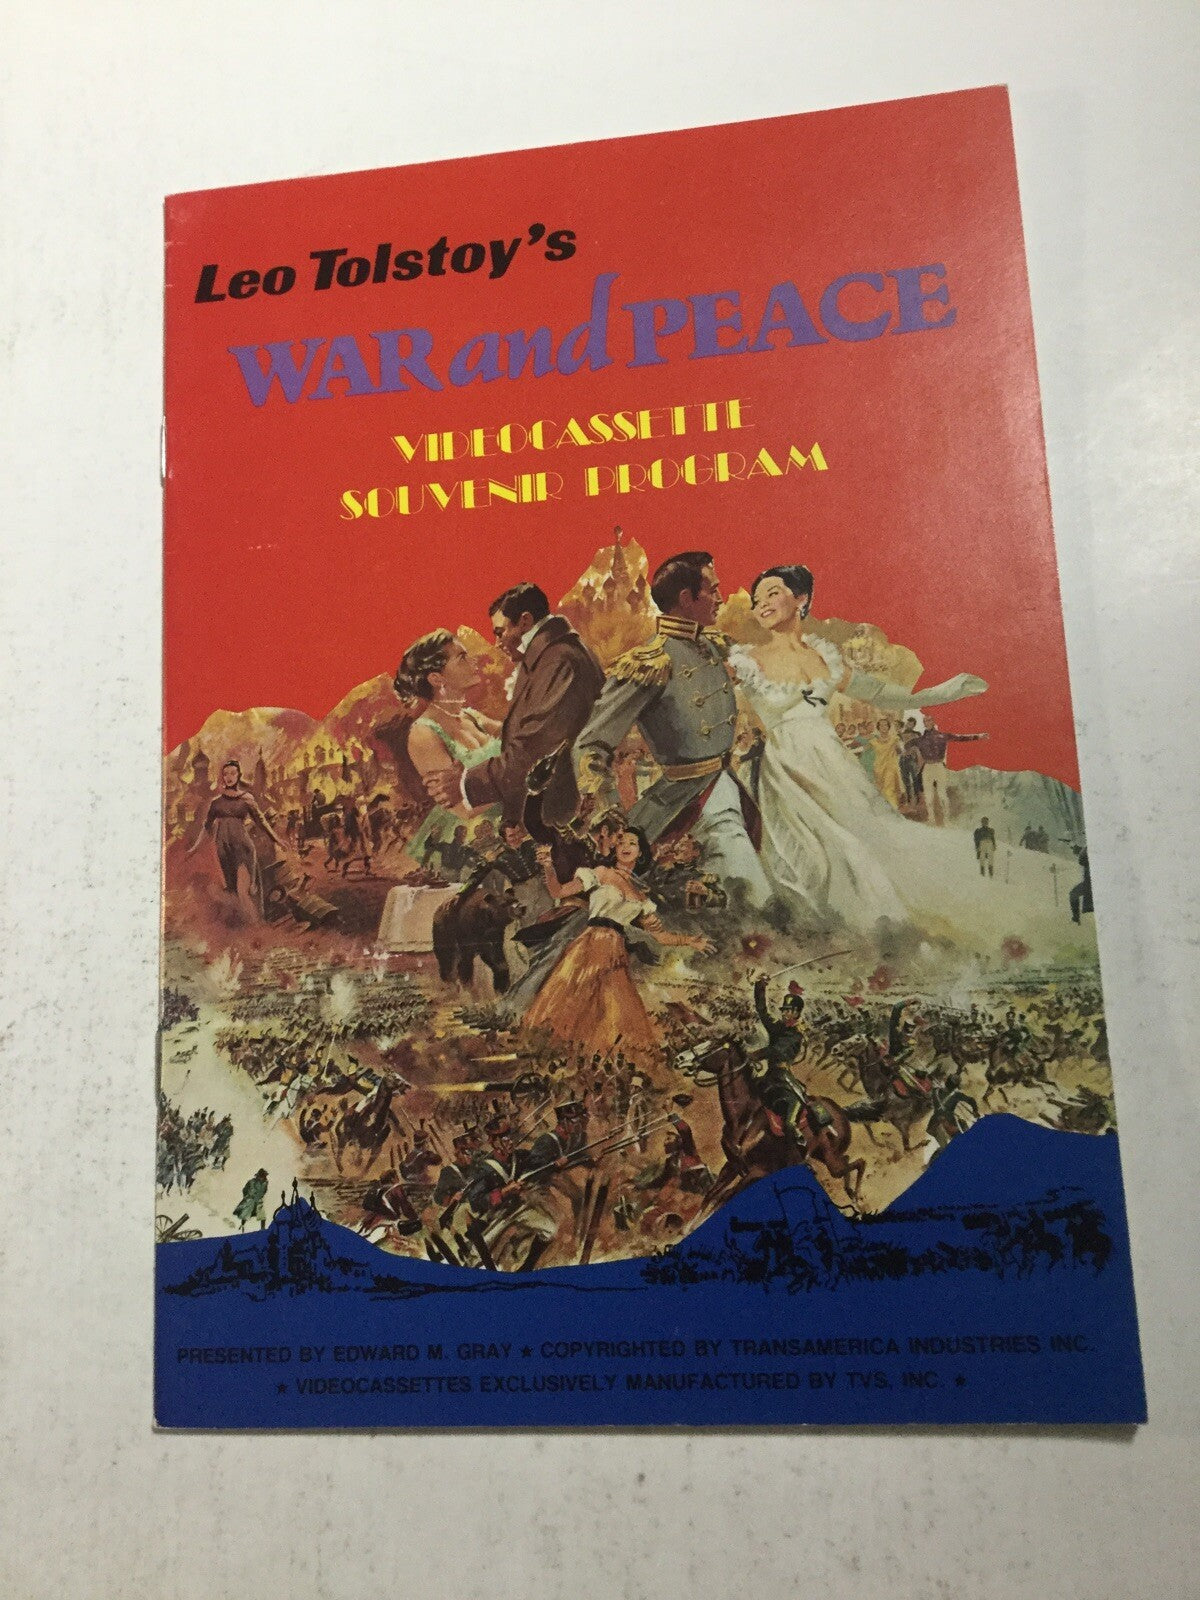 Leo Tolstoy's
WAR and PEACE
VIDEOCASSETTE
SOUVENIR PROGRAM
PRESENTED BY EDWARD M. GRAY ★ COPYRIGHTED BY TRANSAMERICA INDUSTRIES INC.
★ VIDEOCASSETTES EXCLUSIVELY MANUFACTURED BY TVS, INC. ★